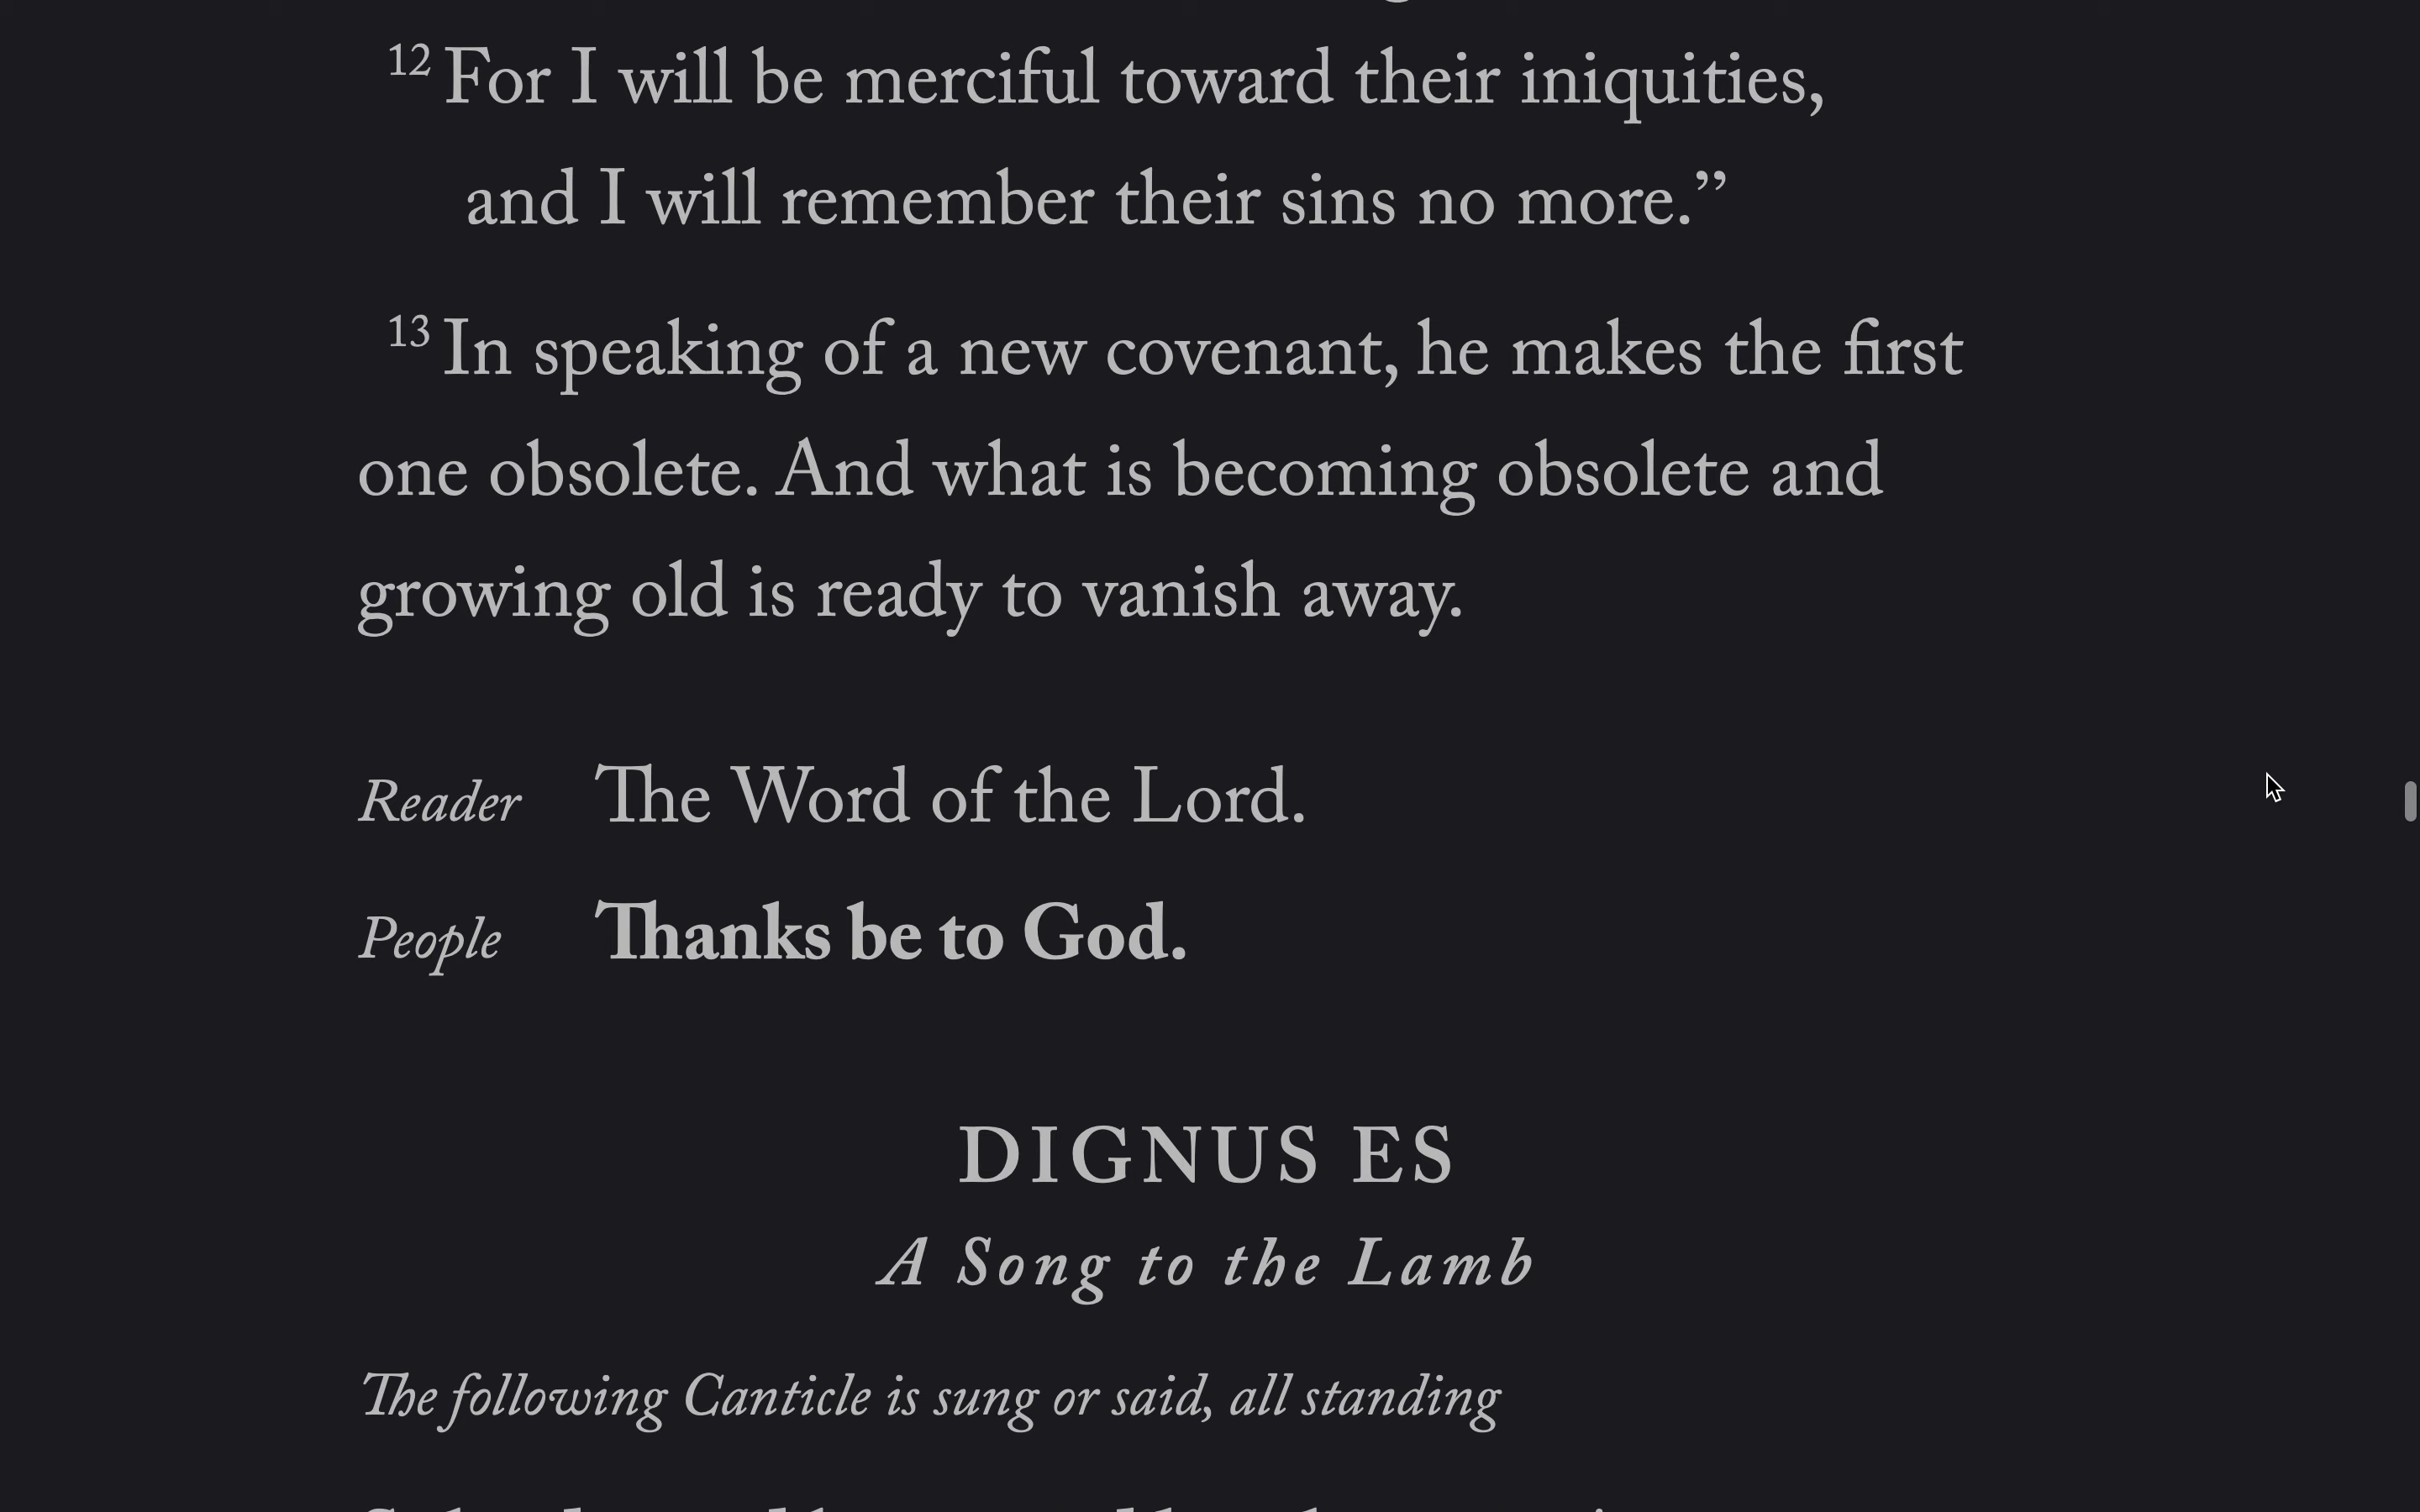 12 For I will be merciful toward their iniquities,
and I will remember their sins no more.”
13 In speaking of a new covenant, he makes the first
one obsolete. And what is becoming obsolete and
growing old is ready to vanish away.
Reader The Word of the Lord.
People Thanks be to God.
DIGNUS ES
A Song to the Lamb
The following Canticle is sung or said, all standing